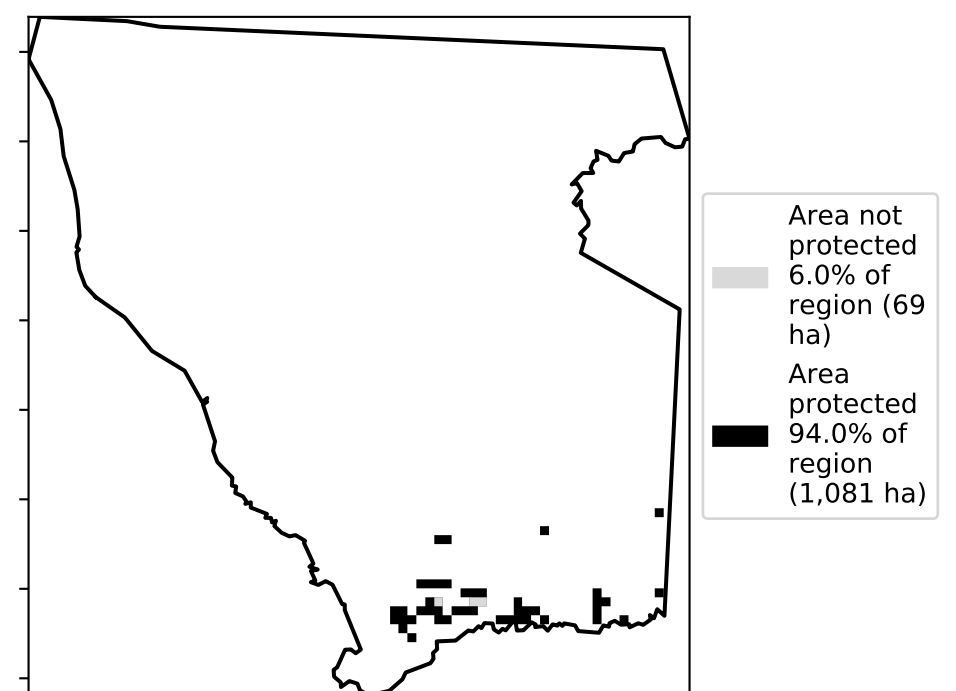 Area not
protected
6.0% of
region (69
ha)
Area
protected
94.0% of
region
(1,081 ha)